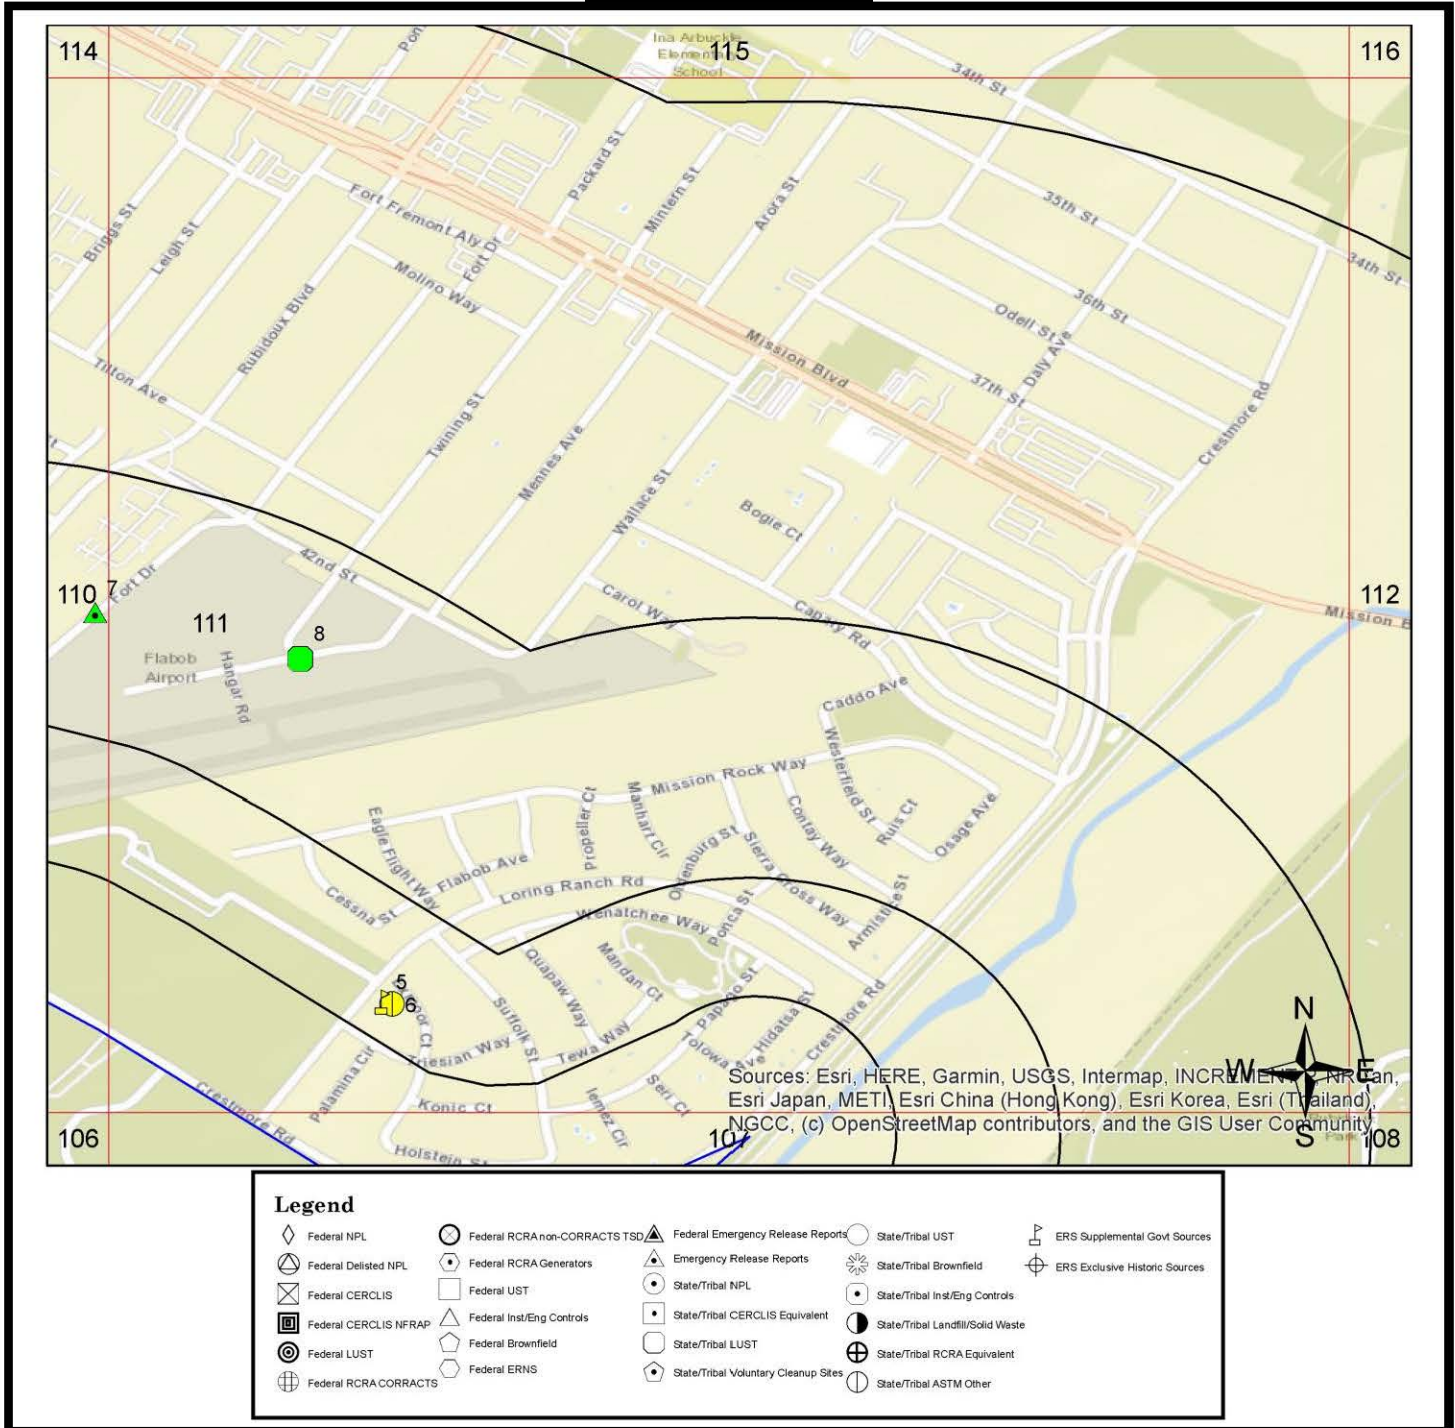 114
115
116
Ina Arbuckle
Elementary
School
34th St
Packard St
Mintern St
Arora St
35th St
Briggs St
Leigh St
Fort Fremont Aly
Fort Dr
34th St
Molino Way
36th St
Odell St
Rubidoux Blvd
Daly Ave
Mission Blvd
Tilton Ave
37th St
Crestmore Rd
Twining St
Mennes Ave
Wallace St
Bogie Ct
42nd St
110
7
Fort Dr
Carol Way
Capary Rd
112
Mission B
111
8
Flabob
Airport
Hangar Rd
Caddo Ave
Westerfield St
Mission Rock Way
Propeller Ct
Manhart Cir
Contay Way
Ruis Ct
Osage Ave
Eagle Flight Way
Oldenburg St
Sierra Cross Way
Flabob Ave
Loring Ranch Rd
Cessna St
Wenatchee Way
Ponca St
Armistice St
Quapaw Way
Mandan Ct
5
6
Suffolk St
Papago St
Hidatsa St
Crestmore Rd
Friesian Way
Tewa Way
Tolowa Ave
Palamina Cir
Seri Ct
Jemez Cir
Konic Ct
Crestmore Rd
Holstein St
N
W
E
S
Sources: Esri, HERE, Garmin, USGS, Intermap, INCREMENT P, NRCan,
Esri Japan, METI, Esri China (Hong Kong), Esri Korea, Esri (Thailand),
NGCC, (c) OpenStreetMap contributors, and the GIS User Community
Park
106
107
108
Legend
Federal NPL
Federal Delisted NPL
Federal CERCLIS
Federal CERCLIS NFRAP
Federal LUST
Federal RCRA CORRACTS
Federal RCRA non-CORRACTS TSD
Federal RCRA Generators
Federal UST
Federal Inst/Eng Controls
Federal Brownfield
Federal ERNS
Federal Emergency Release Reports
Emergency Release Reports
State/Tribal NPL
State/Tribal CERCLIS Equivalent
State/Tribal LUST
State/Tribal Voluntary Cleanup Sites
State/Tribal UST
State/Tribal Brownfield
State/Tribal Inst/Eng Controls
State/Tribal Landfill/Solid Waste
State/Tribal RCRA Equivalent
State/Tribal ASTM Other
ERS Supplemental Govt Sources
ERS Exclusive Historic Sources